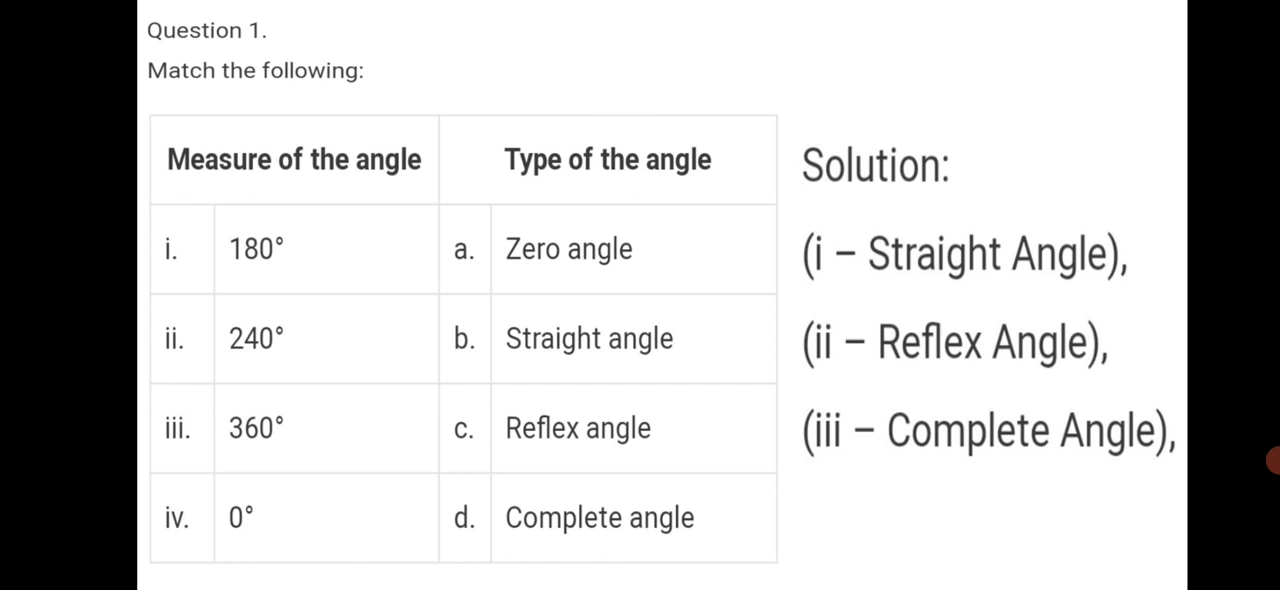 Question 1.
Match the following:
Measure of the angle Type of the angle
i. 180° a. Zero angle
ii. 240° b. Straight angle
iii. 360° c. Reflex angle
iv. 0° d. Complete angle
Solution:
(i – Straight Angle),
(ii – Reflex Angle),
(iii – Complete Angle),